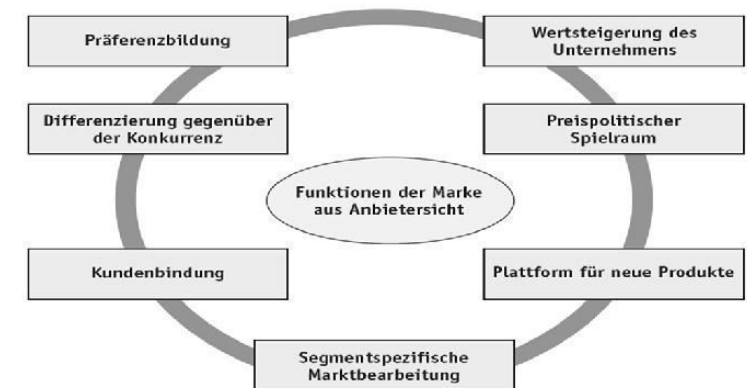 Präferenzbildung
Wertsteigerung des
Unternehmens
Differenzierung gegenüber
der Konkurrenz
Preispolitischer
Spielraum
Funktionen der Marke
aus Anbietersicht
Kundenbindung
Plattform für neue Produkte
Segmentspezifische
Marktbearbeitung